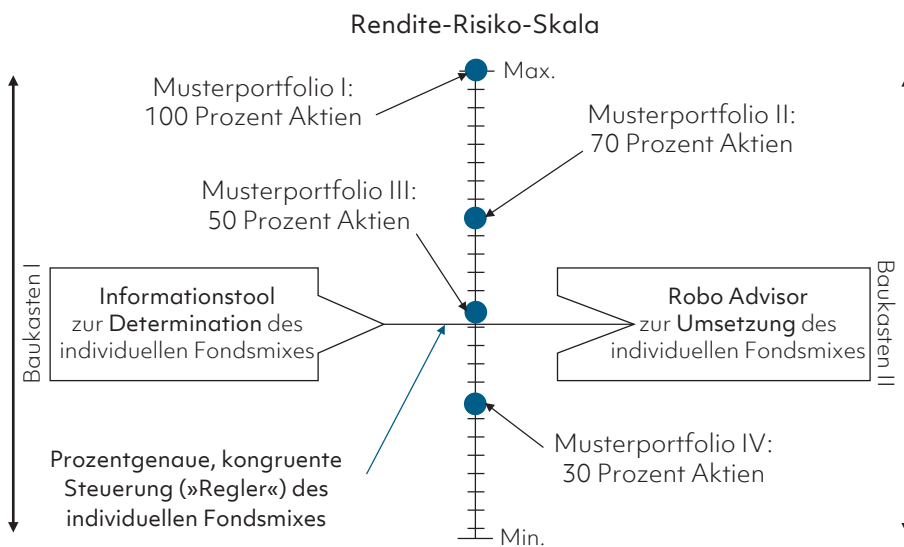 Rendite-Risiko-Skala
Max.
Musterportfolio I:
100 Prozent Aktien
Musterportfolio II:
70 Prozent Aktien
Musterportfolio III:
50 Prozent Aktien
Baukasten I
Informationstool
zur Determination des
individuellen Fondsmixes
Robo Advisor
zur Umsetzung des
individuellen Fondsmixes
Baukasten II
Musterportfolio IV:
30 Prozent Aktien
Prozentgenaue, kongruente
Steuerung (»Regler«) des
individuellen Fondsmixes
Min.